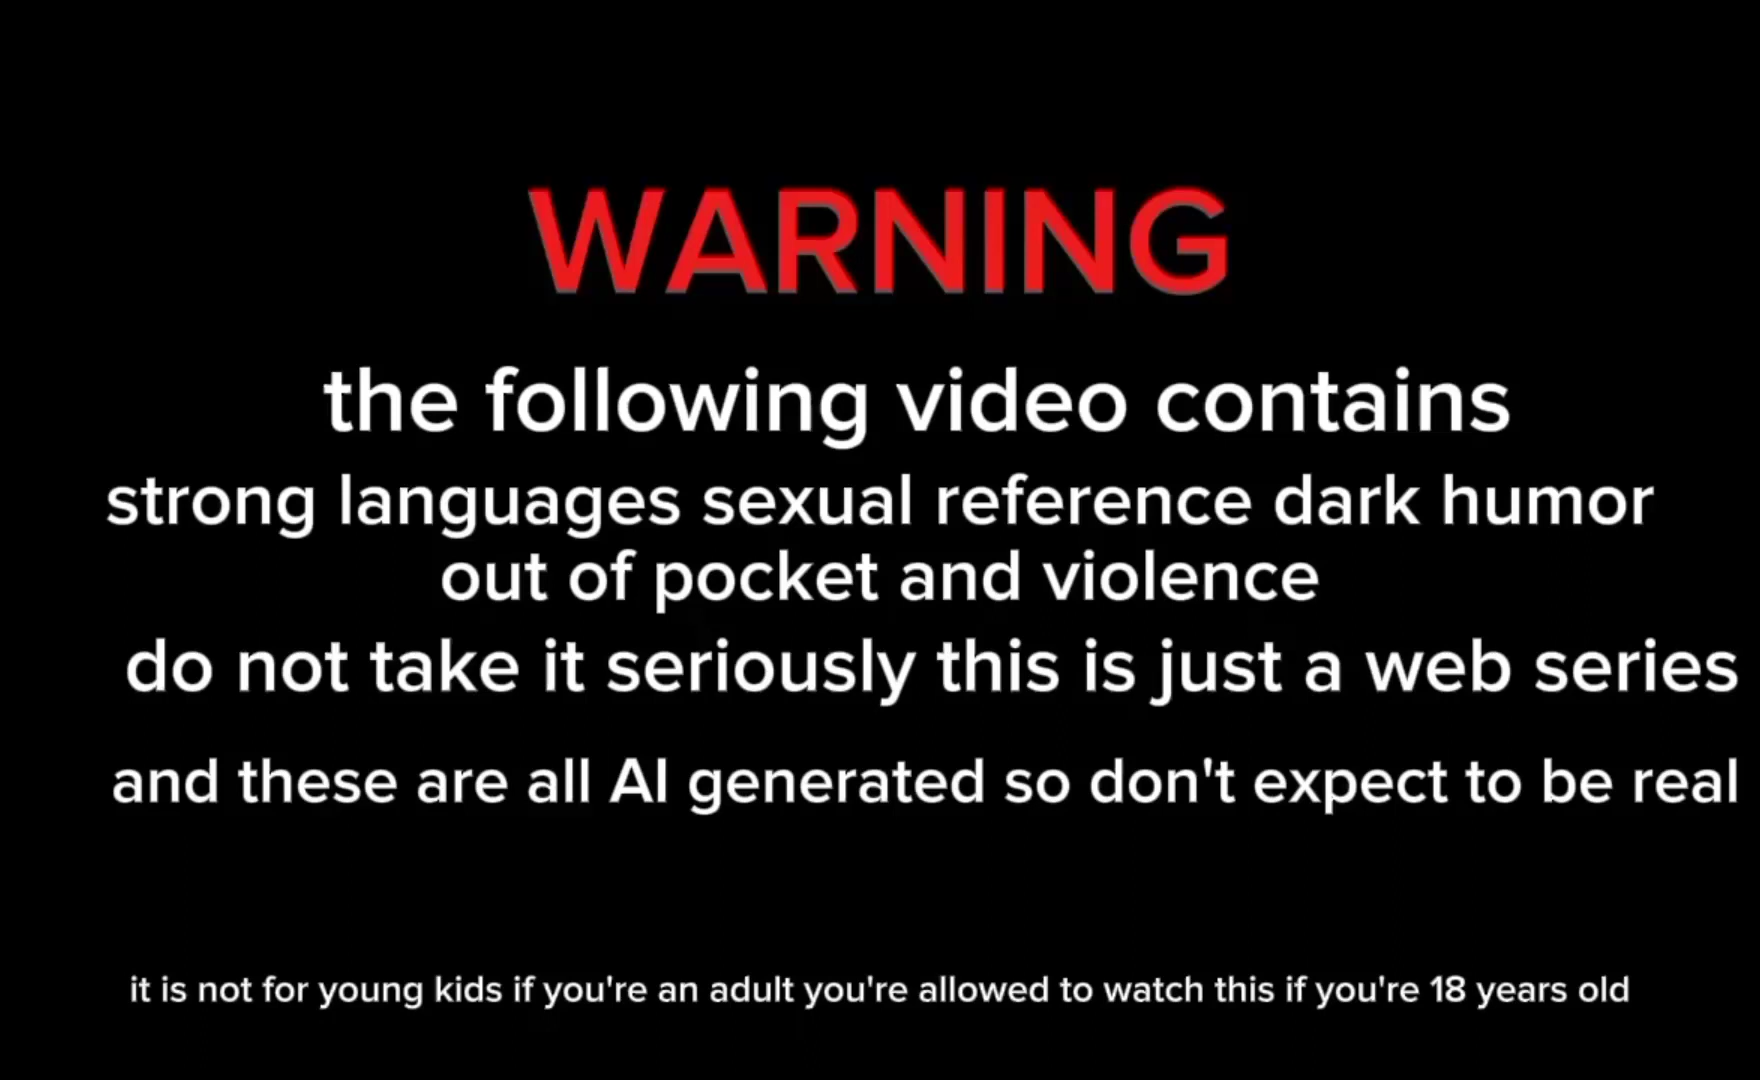 WARNING
the following video contains
strong languages sexual reference dark humor
out of pocket and violence
do not take it seriously this is just a web series
and these are all AI generated so don't expect to be real
it is not for young kids if you're an adult you're allowed to watch this if you're 18 years old